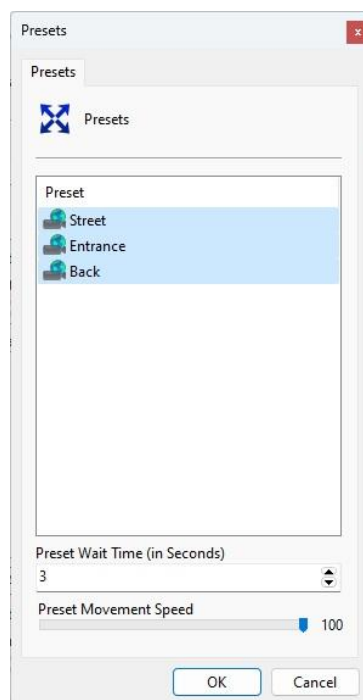 Presets
x
Presets
Presets
Preset
Street
Entrance
Back
Preset Wait Time (in Seconds)
3
Preset Movement Speed
100
OK Cancel